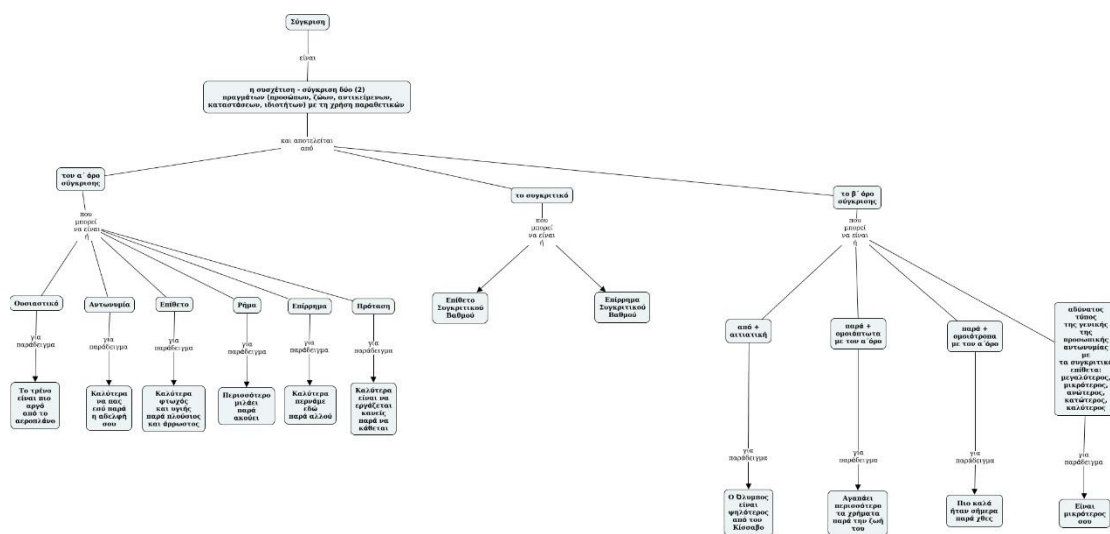 Σύγκριση
είναι
η συσχέτιση - σύγκριση δύο (2)
πραγμάτων (προσώπων, ζώων, αντικείμενων,
καταστάσεων, ιδιοτήτων) με τη χρήση παραθετικών
και αποτελείται
από
τον α΄ όρο
σύγκρισης
το συγκριτικό
το β΄ όρο
σύγκρισης
που
μπορεί
να είναι
ή
που
μπορεί
να είναι
ή
που
μπορεί
να είναι
ή
Ουσιαστικό
Αντωνυμία
Επίθετο
Ρήμα
Επίρρημα
Πρόταση
Επίθετο
Συγκριτικού
Βαθμού
Επίρρημα
Συγκριτικού
Βαθμού
από +
αιτιατική
παρά +
ομοιόπτωτα
με τον α΄όρο
παρά +
ομοιότροπα
με τον α΄όρο
αδύνατος
τύπος
της γενικής
της
προσωπικής
αντωνυμίας
με
τα συγκριτικά
επίθετα:
μεγαλύτερος,
μικρότερος,
ανώτερος,
κατώτερος,
καλύτερος
για
παράδειγμα
για
παράδειγμα
για
παράδειγμα
για
παράδειγμα
για
παράδειγμα
για
παράδειγμα
Το τρένο
είναι πιο
αργό
από το
αεροπλάνο
Καλύτερα
να πας
εσύ παρά
η αδελφή
σου
Καλύτερα
φτωχός
και υγιής
παρά πλούσιος
και άρρωστος
Περισσότερο
μιλάει
παρά
ακούει
Καλύτερα
περνάμε
εδώ
παρά αλλού
Καλύτερα
είναι να
εργάζεται
κανείς
παρά να
κάθεται
για
παράδειγμα
για
παράδειγμα
για
παράδειγμα
για
παράδειγμα
Ο Όλυμπος
είναι
ψηλότερος
από τον
Κίσσαβο
Αγαπάει
περισσότερο
τα χρήματα
παρά την ζωή
του
Πιο καλά
ήταν σήμερα
παρά χθες
Είναι
μικρότερος
σου